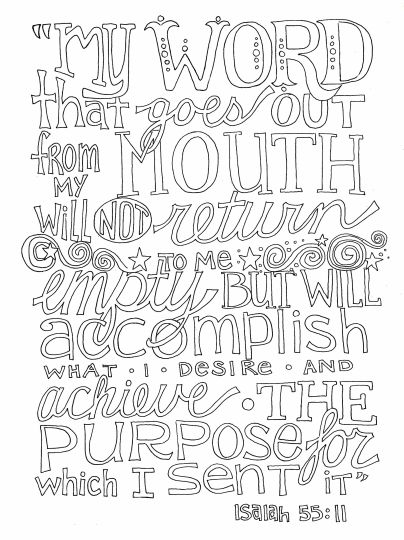 "MY WORD
that goes OUT
from MY MOUTH
will NOT return
TO ME
empty BUT WILL
accomplish
WHAT • I • DESIRE • AND
achieve • THE
PURPOSE for
which I SENT it"
Isaiah 55:11